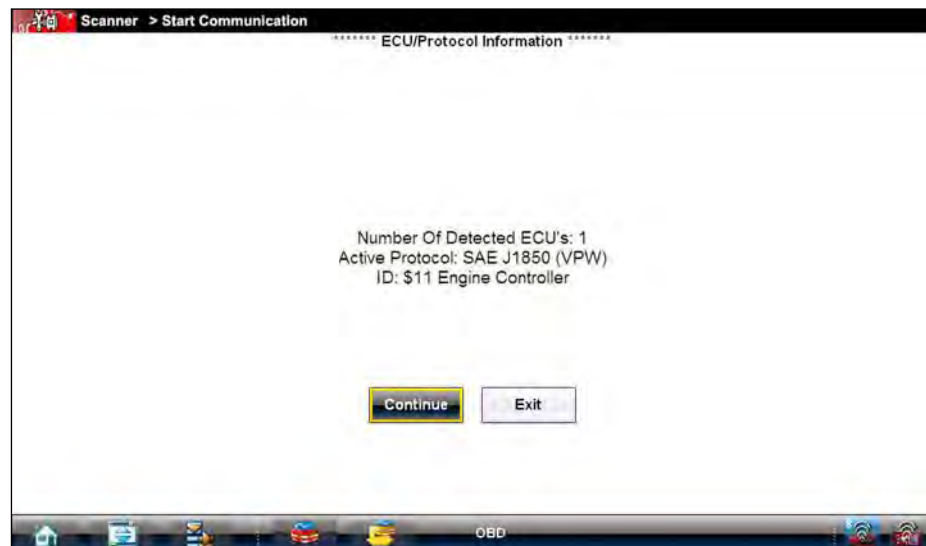 Scanner > Start Communication
******* ECU/Protocol Information *******
Number Of Detected ECU's: 1
Active Protocol: SAE J1850 (VPW)
ID: $11 Engine Controller
Continue Exit
OBD